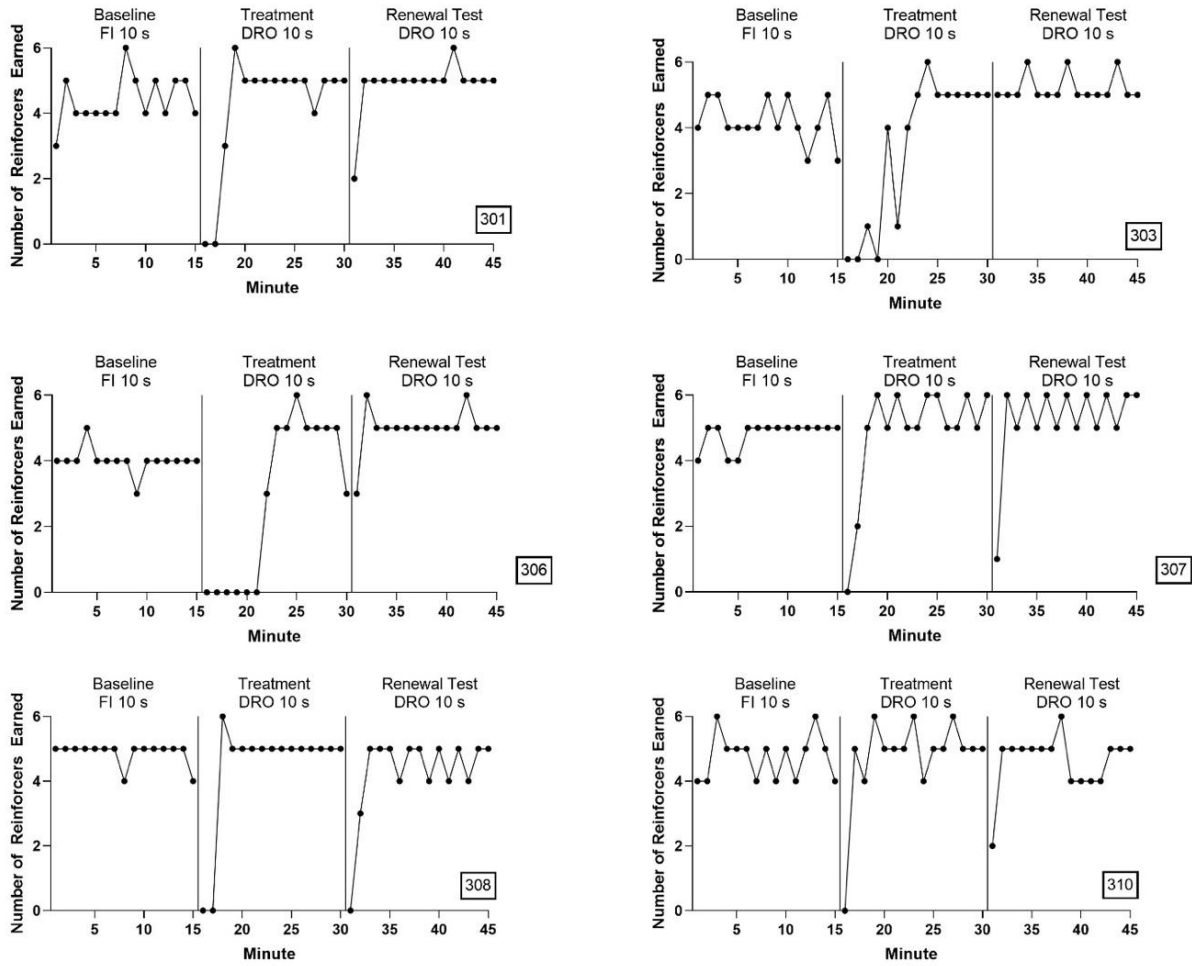 Baseline Treatment Renewal Test
FI 10 s DRO 10 s DRO 10 s
Number of Reinforcers Earned
6
4
2
0
301
5 10 15 20 25 30 35 40 45
Minute
Baseline Treatment Renewal Test
FI 10 s DRO 10 s DRO 10 s
Number of Reinforcers Earned
6
4
2
0
303
5 10 15 20 25 30 35 40 45
Minute
Baseline Treatment Renewal Test
FI 10 s DRO 10 s DRO 10 s
Number of Reinforcers Earned
6
4
2
0
306
5 10 15 20 25 30 35 40 45
Minute
Baseline Treatment Renewal Test
FI 10 s DRO 10 s DRO 10 s
Number of Reinforcers Earned
6
4
2
0
307
5 10 15 20 25 30 35 40 45
Minute
Baseline Treatment Renewal Test
FI 10 s DRO 10 s DRO 10 s
Number of Reinforcers Earned
6
4
2
0
308
5 10 15 20 25 30 35 40 45
Minute
Baseline Treatment Renewal Test
FI 10 s DRO 10 s DRO 10 s
Number of Reinforcers Earned
6
4
2
0
310
5 10 15 20 25 30 35 40 45
Minute